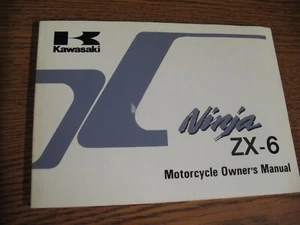 Kawasaki
Ninja
ZX-6
Motorcycle Owner's Manual